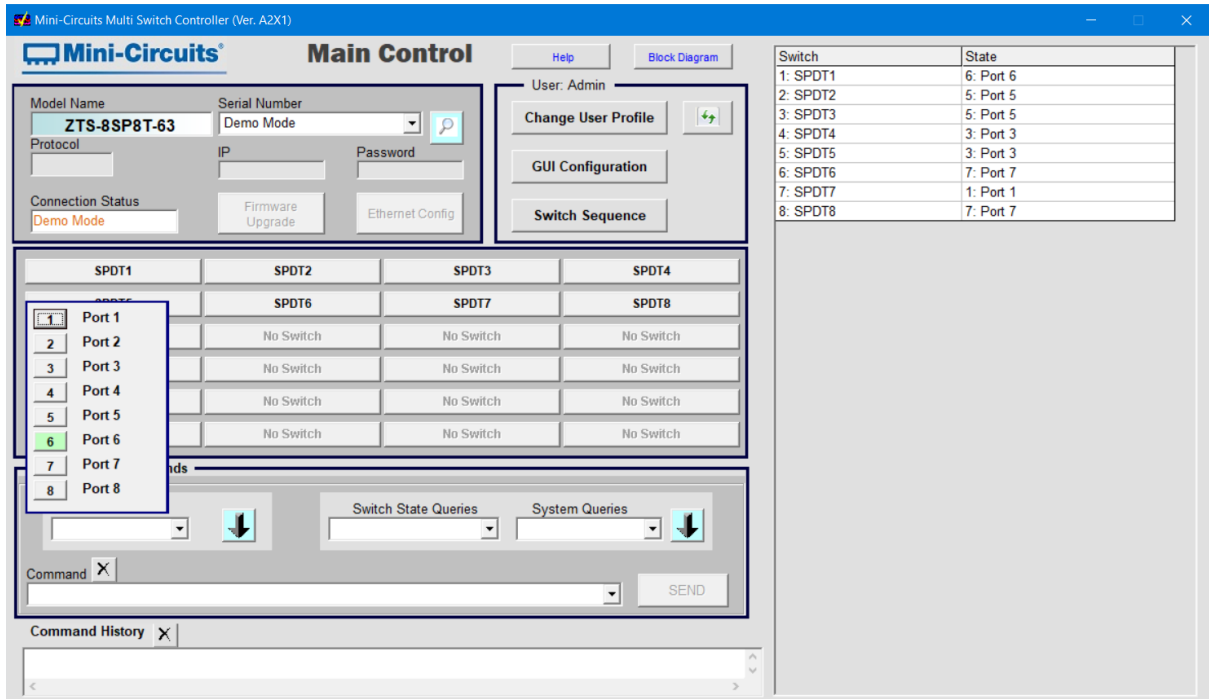 Mini-Circuits Multi Switch Controller (Ver. A2X1)
Mini-Circuits®
Main Control
Help
Block Diagram
Model Name
Serial Number
ZTS-8SP8T-63
Demo Mode
Protocol
IP
Password
Connection Status
Demo Mode
Firmware
Upgrade
Ethernet Config
User: Admin
Change User Profile
GUI Configuration
Switch Sequence
Switch State
1: SPDT1 6: Port 6
2: SPDT2 5: Port 5
3: SPDT3 5: Port 5
4: SPDT4 3: Port 3
5: SPDT5 3: Port 3
6: SPDT6 7: Port 7
7: SPDT7 1: Port 1
8: SPDT8 7: Port 7
SPDT1 SPDT2 SPDT3 SPDT4
SPDT6 SPDT7 SPDT8
No Switch No Switch No Switch
No Switch No Switch No Switch
No Switch No Switch No Switch
No Switch No Switch No Switch
1 Port 1
2 Port 2
3 Port 3
4 Port 4
5 Port 5
6 Port 6
7 Port 7
8 Port 8
Switch State Queries
System Queries
Command
SEND
Command History